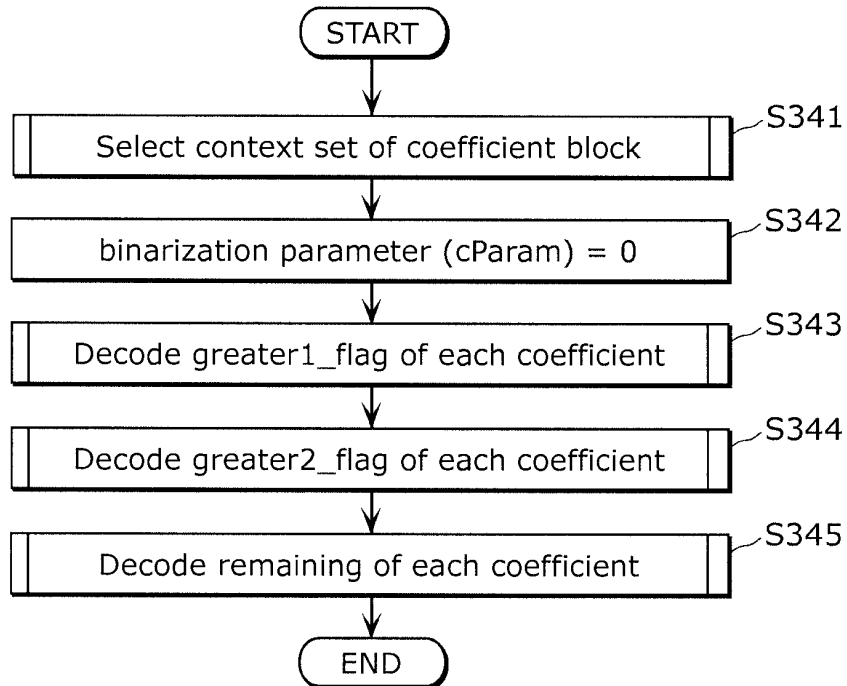 START
S341
Select context set of coefficient block
S342
binarization parameter (cParam) = 0
S343
Decode greater1_flag of each coefficient
S344
Decode greater2_flag of each coefficient
S345
Decode remaining of each coefficient
END